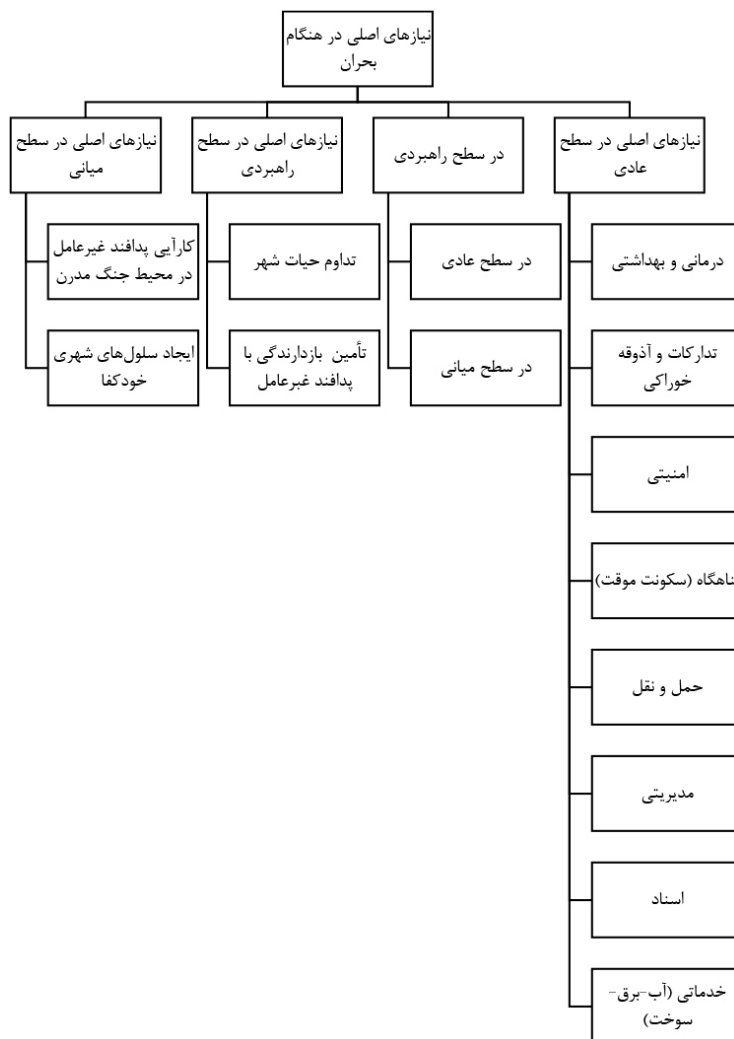 نیازهای اصلی در هنگام
بحران
نیازهای اصلی در سطح
عادی
درمانی و بهداشتی
تدارکات و آذوقه
خوراکی
امنیتی
ناهگاه (سکونت موقت)
حمل و نقل
مدیریتی
اسناد
خدماتی (آب-برق-
سوخت)
در سطح راهبردی
در سطح عادی
در سطح میانی
نیازهای اصلی در سطح
راهبردی
تداوم حیات شهر
تأمین بازدارندگی با
پدافند غبرعامل
نیازهای اصلی در سطح
میانی
کارآیی پدافند غیرعامل
در محیط جنگ مدرن
ایجاد سلول‌های شهری
خودکفا